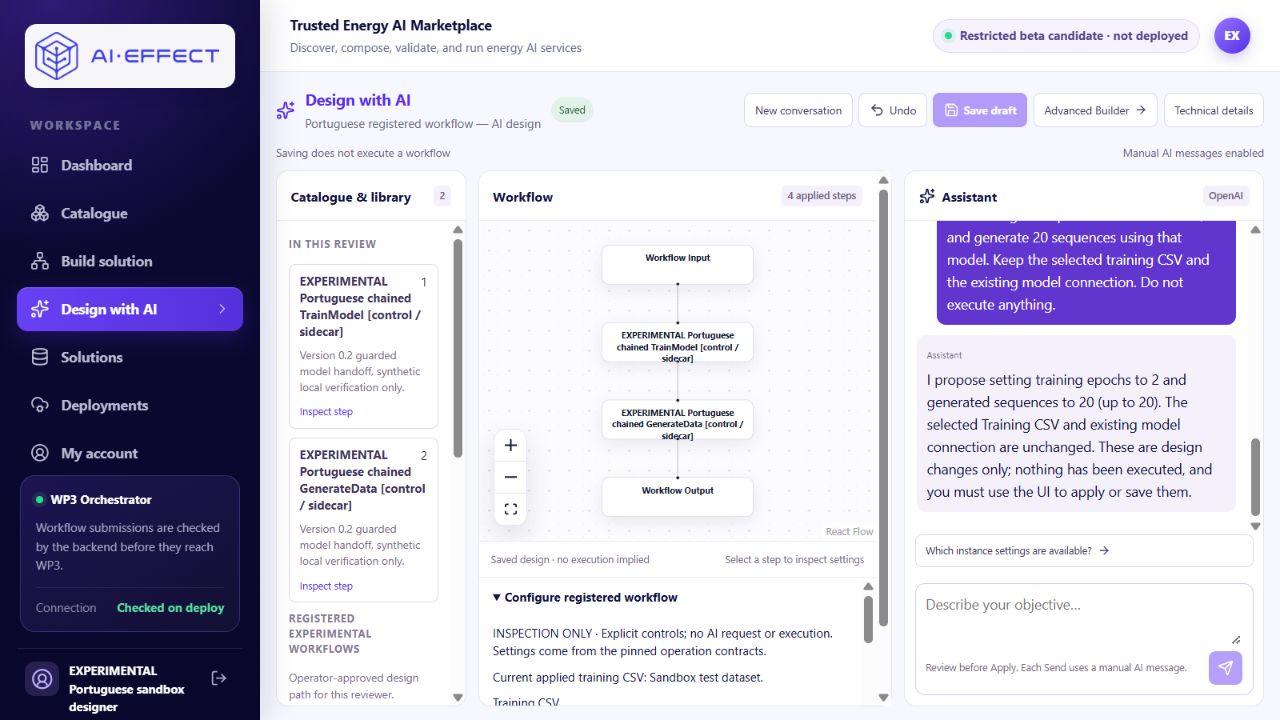 AI·EFFECT
WORKSPACE
Dashboard
Catalogue
Build solution
Design with AI
Solutions
Deployments
My account
WP3 Orchestrator
Workflow submissions are checked
by the backend before they reach
WP3.
Connection Checked on deploy
EXPERIMENTAL
Portuguese sandbox
designer
Trusted Energy AI Marketplace
Discover, compose, validate, and run energy AI services
Restricted beta candidate · not deployed
EX
Design with AI
Portuguese registered workflow — AI design
Saved
New conversation
Undo
Save draft
Advanced Builder
Technical details
Saving does not execute a workflow
Manual AI messages enabled
Catalogue & library 2
IN THIS REVIEW
EXPERIMENTAL 1
Portuguese chained
TrainModel [control /
sidecar]
Version 0.2 guarded
model handoff, synthetic
local verification only.
Inspect step
EXPERIMENTAL 2
Portuguese chained
GenerateData [control
/ sidecar]
Version 0.2 guarded
model handoff, synthetic
local verification only.
Inspect step
REGISTERED
EXPERIMENTAL
WORKFLOWS
Operator-approved design
path for this reviewer.
Workflow
4 applied steps
Workflow Input
EXPERIMENTAL Portuguese
chained TrainModel [control /
sidecar]
EXPERIMENTAL Portuguese
chained GenerateData [control /
sidecar]
Workflow Output
React Flow
Saved design · no execution implied
Select a step to inspect settings
▼ Configure registered workflow
INSPECTION ONLY · Explicit controls; no AI request or execution.
Settings come from the pinned operation contracts.
Current applied training CSV: Sandbox test dataset.
Training CSV
Assistant
OpenAI
and generate 20 sequences using that
model. Keep the selected training CSV and
the existing model connection. Do not
execute anything.
Assistant
I propose setting training epochs to 2 and
generated sequences to 20 (up to 20). The
selected Training CSV and existing model
connection are unchanged. These are design
changes only; nothing has been executed, and
you must use the UI to apply or save them.
Which instance settings are available? →
Describe your objective...
Review before Apply. Each Send uses a manual AI message.